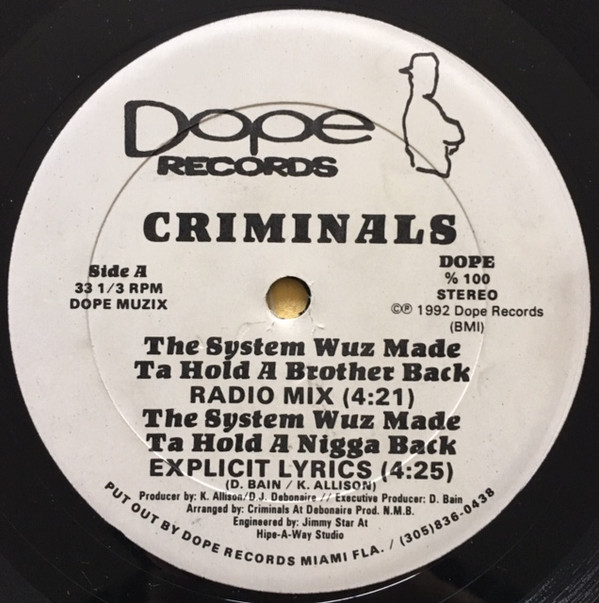 Dope
RECORDS
CRIMINALS
Side A
33 1/3 RPM
DOPE MUZIX
DOPE
% 100
STEREO
©℗ 1992 Dope Records
(BMI)
The System Wuz Made
Ta Hold A Brother Back
RADIO MIX (4:21)
The System Wuz Made
Ta Hold A Nigga Back
EXPLICIT LYRICS (4:25)
(D. BAIN / K. ALLISON)
Producer by: K. Allison/D.J. Debonaire // Executive Producer: D. Bain
Arranged by: Criminals At Debonaire Prod. N.M.B.
Engineered by: Jimmy Star At
Hipe-A-Way Studio
PUT OUT BY DOPE RECORDS MIAMI FLA. / (305)836-0438